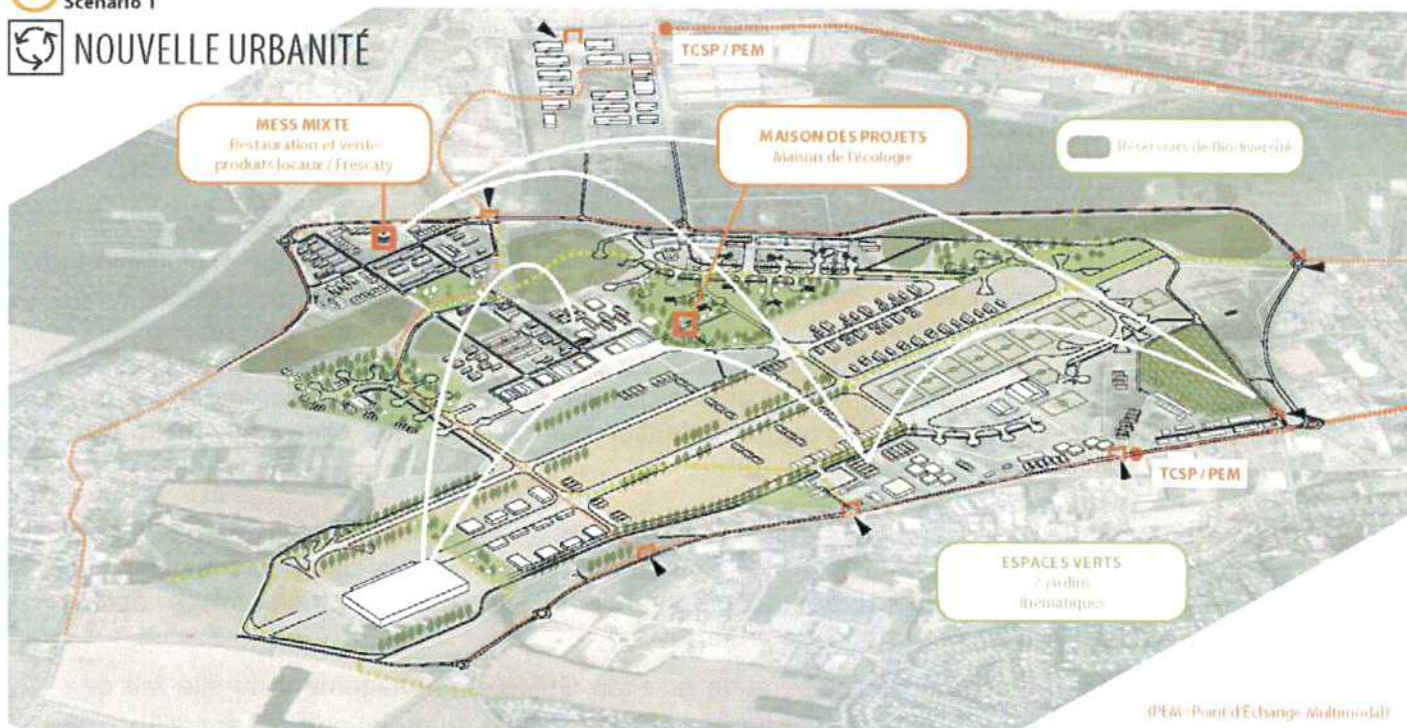 Scénario 1
NOUVELLE URBANITÉ
TCSP / PEM
MESS MIXTE
Restauration et vente
produits locaux / Frescaty
MAISON DES PROJETS
Maison de l'écologie
Réservoirs de Biodiversité
TCSP / PEM
ESPACES VERTS
jardins
thématiques
(PEM : Point d'Échange Multimodal)